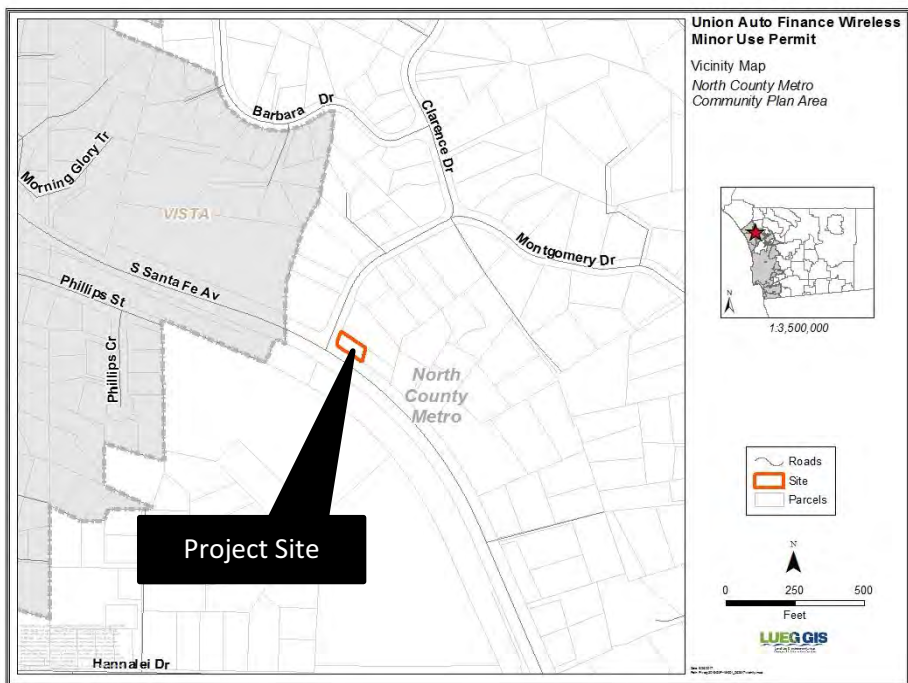 Union Auto Finance Wireless
Minor Use Permit
Vicinity Map
North County Metro
Community Plan Area
Barbara Dr
Clarence Dr
Morning Glory Tr
VISTA
Montgomery Dr
S Santa Fe Av
Phillips St
Phillips Cr
North
County
Metro
Project Site
Hannalei Dr
N
1:3,500,000
Roads
Site
Parcels
N
0 250 500
Feet
LUEG GIS